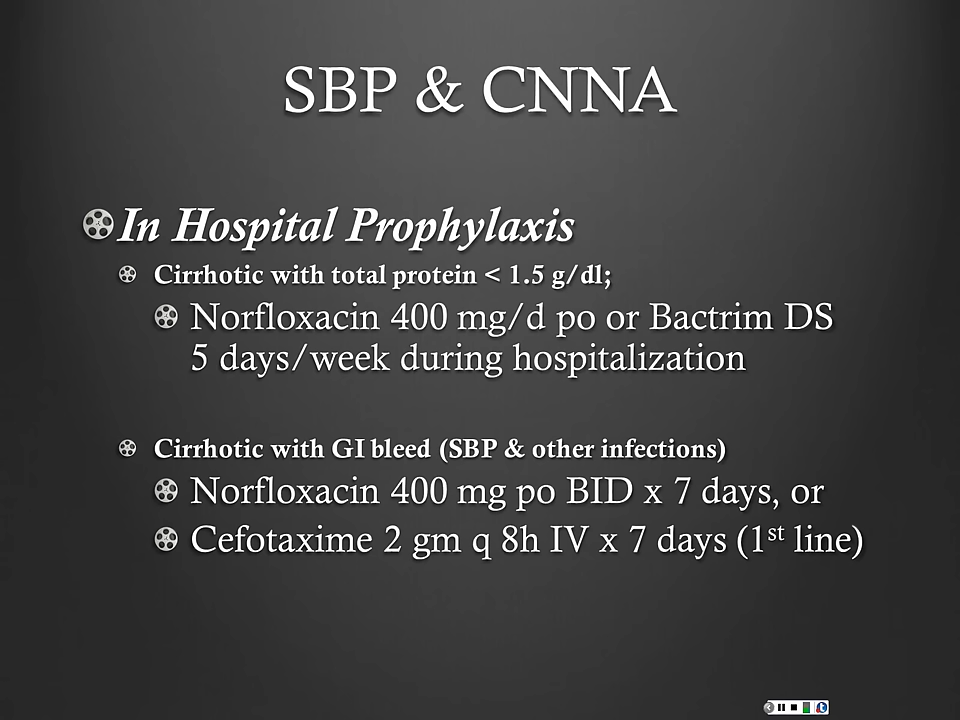 SBP & CNNA
In Hospital Prophylaxis
Cirrhotic with total protein < 1.5 g/dl;
Norfloxacin 400 mg/d po or Bactrim DS
5 days/week during hospitalization
Cirrhotic with GI bleed (SBP & other infections)
Norfloxacin 400 mg po BID x 7 days, or
Cefotaxime 2 gm q 8h IV x 7 days (1st line)